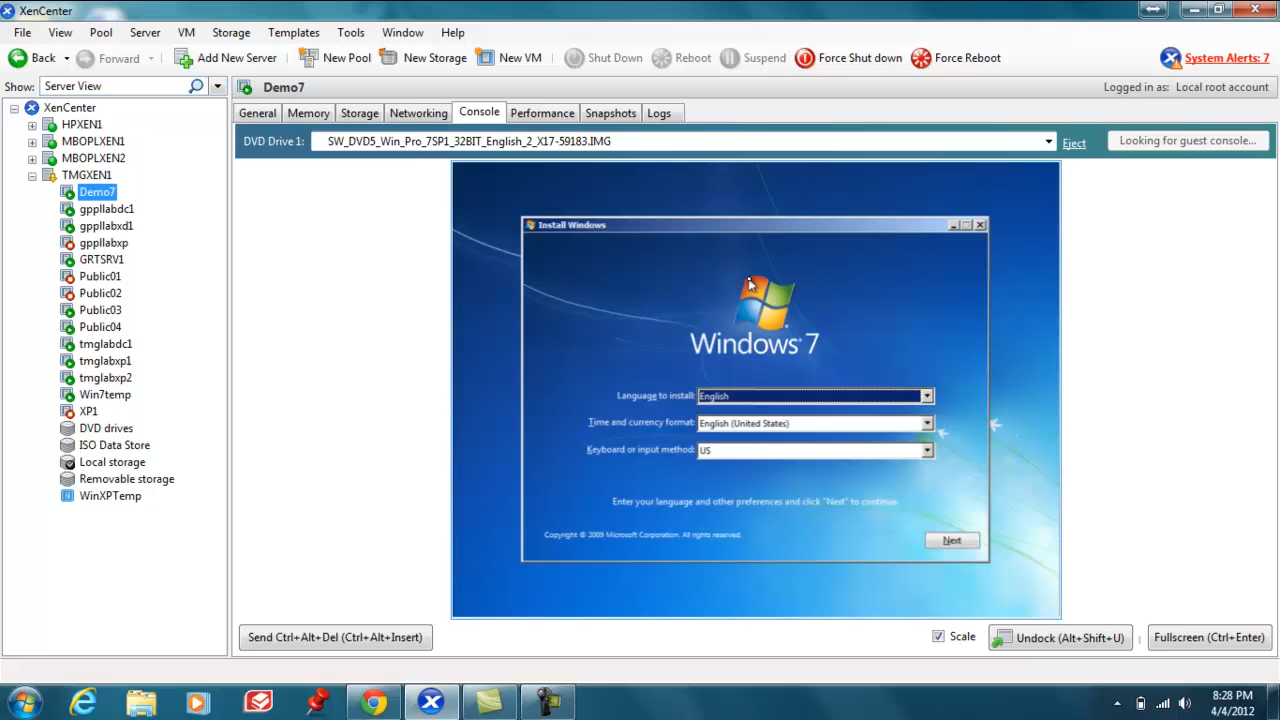 XenCenter
File View Pool Server VM Storage Templates Tools Window Help
Back Forward Add New Server New Pool New Storage New VM Shut Down Reboot Suspend Force Shut down Force Reboot System Alerts: 7
Show: Server View
Demo7
Logged in as: Local root account
General Memory Storage Networking Console Performance Snapshots Logs
DVD Drive 1: SW_DVD5_Win_Pro_7SP1_32BIT_English_2_X17-59183.IMG Eject Looking for guest console...
XenCenter
HPXEN1
MBOPLXEN1
MBOPLXEN2
TMGXEN1
Demo7
gppllabdc1
gppllabxd1
gppllabxp
GRTSRV1
Public01
Public02
Public03
Public04
tmglabdc1
tmglabxp1
tmglabxp2
Win7temp
XP1
DVD drives
ISO Data Store
Local storage
Removable storage
WinXPTemp
Install Windows
Windows 7
Language to install: English
Time and currency format: English (United States)
Keyboard or input method: US
Enter your language and other preferences and click "Next" to continue.
Copyright © 2009 Microsoft Corporation. All rights reserved.
Next
Send Ctrl+Alt+Del (Ctrl+Alt+Insert) Scale Undock (Alt+Shift+U) Fullscreen (Ctrl+Enter)
8:28 PM
4/4/2012